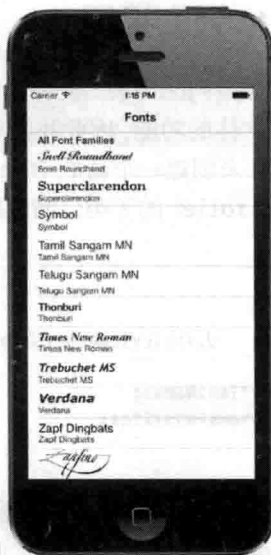 Carrier 1:15 PM
Fonts
All Font Families
Snell Roundhand
Snell Roundhand
Superclarendon
Superclarendon
Symbol
Symbol
Tamil Sangam MN
Tamil Sangam MN
Telugu Sangam MN
Telugu Sangam MN
Thonburi
Thonburi
Times New Roman
Times New Roman
Trebuchet MS
Trebuchet MS
Verdana
Verdana
Zapf Dingbats
Zapf Dingbats
Zapfino